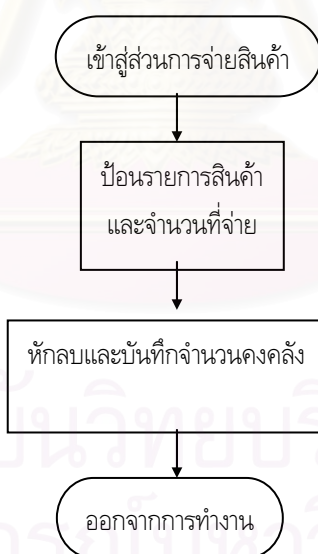 เข้าสู่ส่วนการจ่ายสินค้า
ป้อนรายการสินค้า
และจำนวนที่จ่าย
หักลบและบันทึกจำนวนคงคลัง
ออกจากการทำงาน